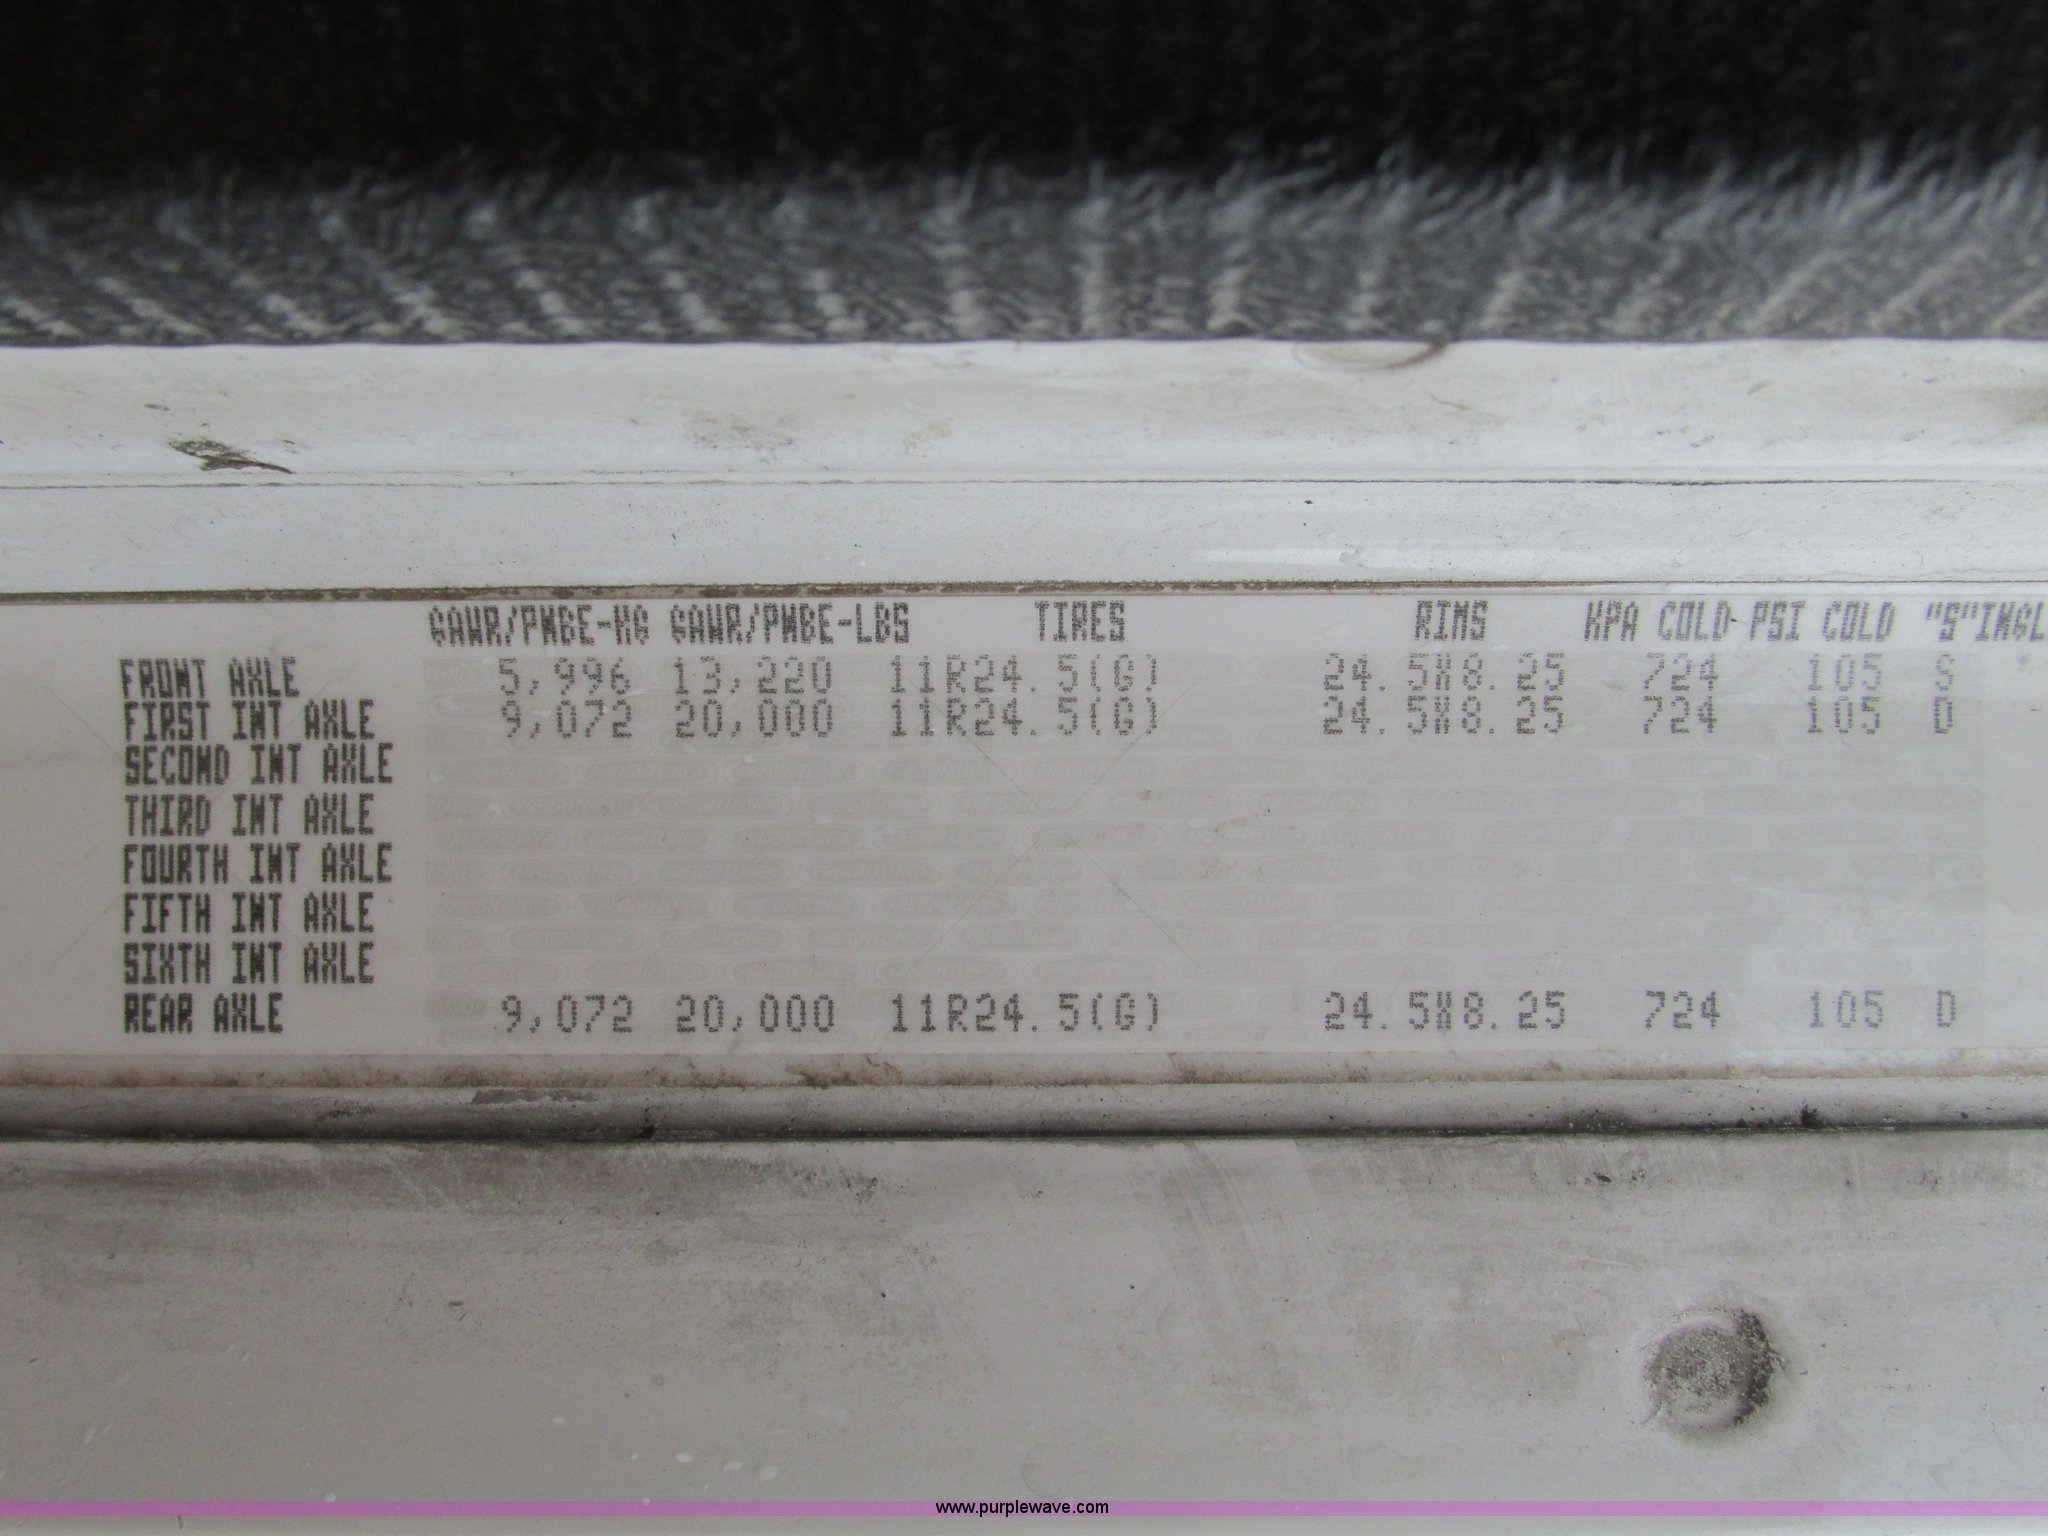 GAWR/PNBE-KG GAWR/PNBE-LBS TIRES RIMS KPA COLD PSI COLD "S"INGL
FRONT AXLE 5,996 13,220 11R24.5(G) 24.5X8.25 724 105 S
FIRST INT AXLE 9,072 20,000 11R24.5(G) 24.5X8.25 724 105 D
SECOND INT AXLE
THIRD INT AXLE
FOURTH INT AXLE
FIFTH INT AXLE
SIXTH INT AXLE
REAR AXLE 9,072 20,000 11R24.5(G) 24.5X8.25 724 105 D
www.purplewave.com